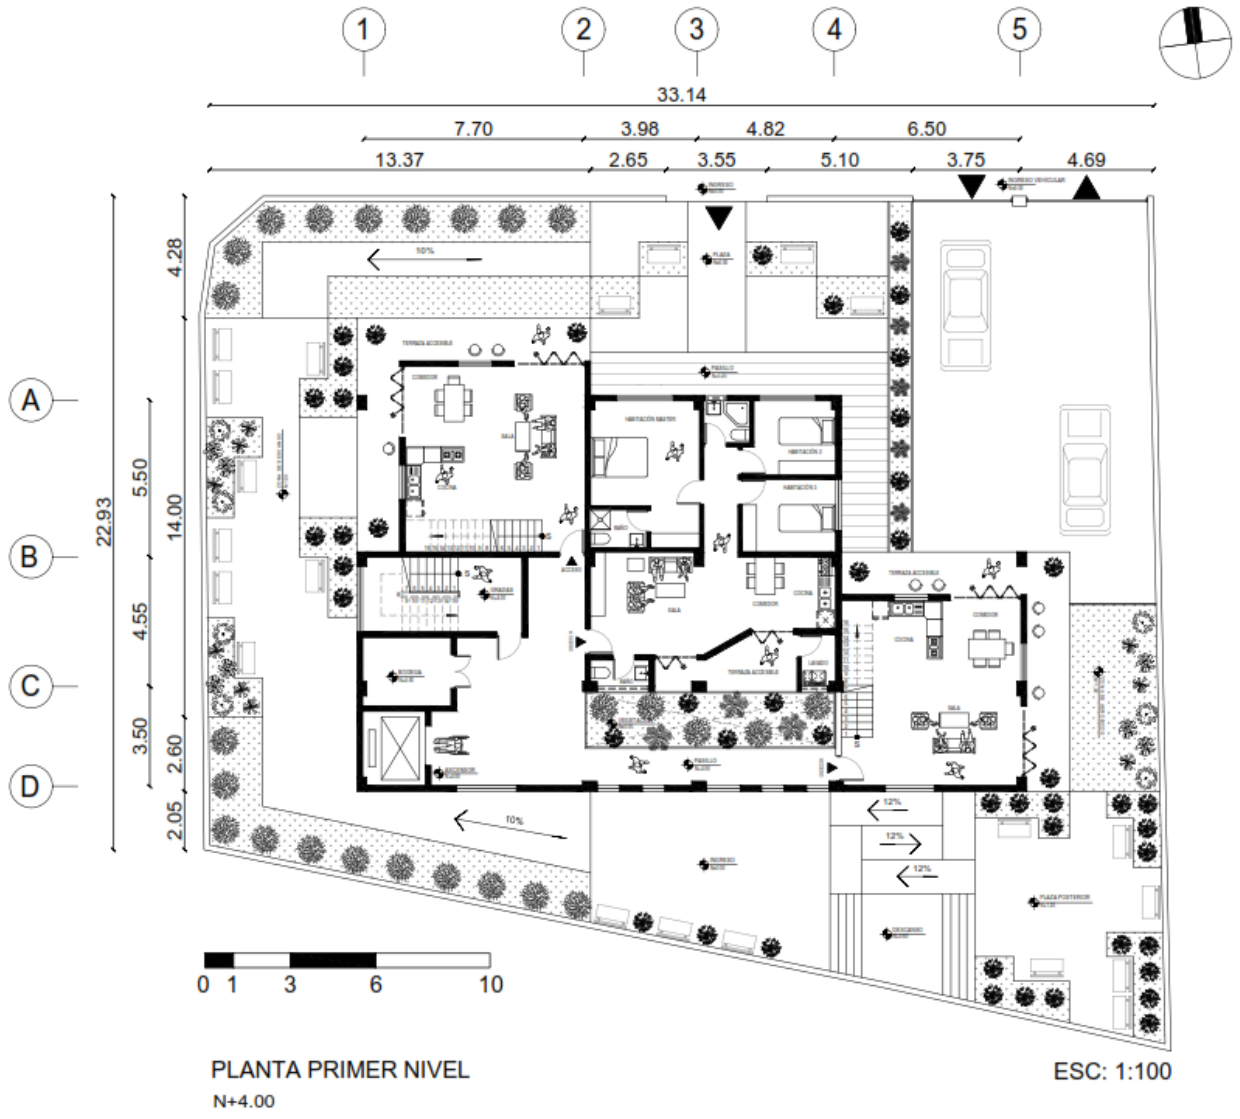 1
2
3
4
5
33.14
7.70
3.98
4.82
6.50
13.37
2.65
3.55
5.10
3.75
4.69
INGRESO
INGRESO VEHICULAR
4.28
10%
PLAZA
TERRAZA ACCESIBLE
PASILLO
A
COMEDOR
HABITACIÓN MASTER
SALA
HABITACIÓN 2
5.50
14.00
22.93
COCINA
HABITACIÓN 3
BAÑO
S
B
ACCESO
TERRAZA ACCESIBLE
S
GRADAS
COCINA
COMEDOR
4.55
SALA
COMEDOR
COCINA
C
BODEGA
BAÑO
TERRAZA ACCESIBLE
LAVADO
SALA
3.50
2.60
S
ASCENSOR
PASILLO
D
2.05
10%
12%
12%
12%
INGRESO
PLAZA POSTERIOR
DESCANSO
0 1 3 6 10
PLANTA PRIMER NIVEL
ESC: 1:100
N+4.00